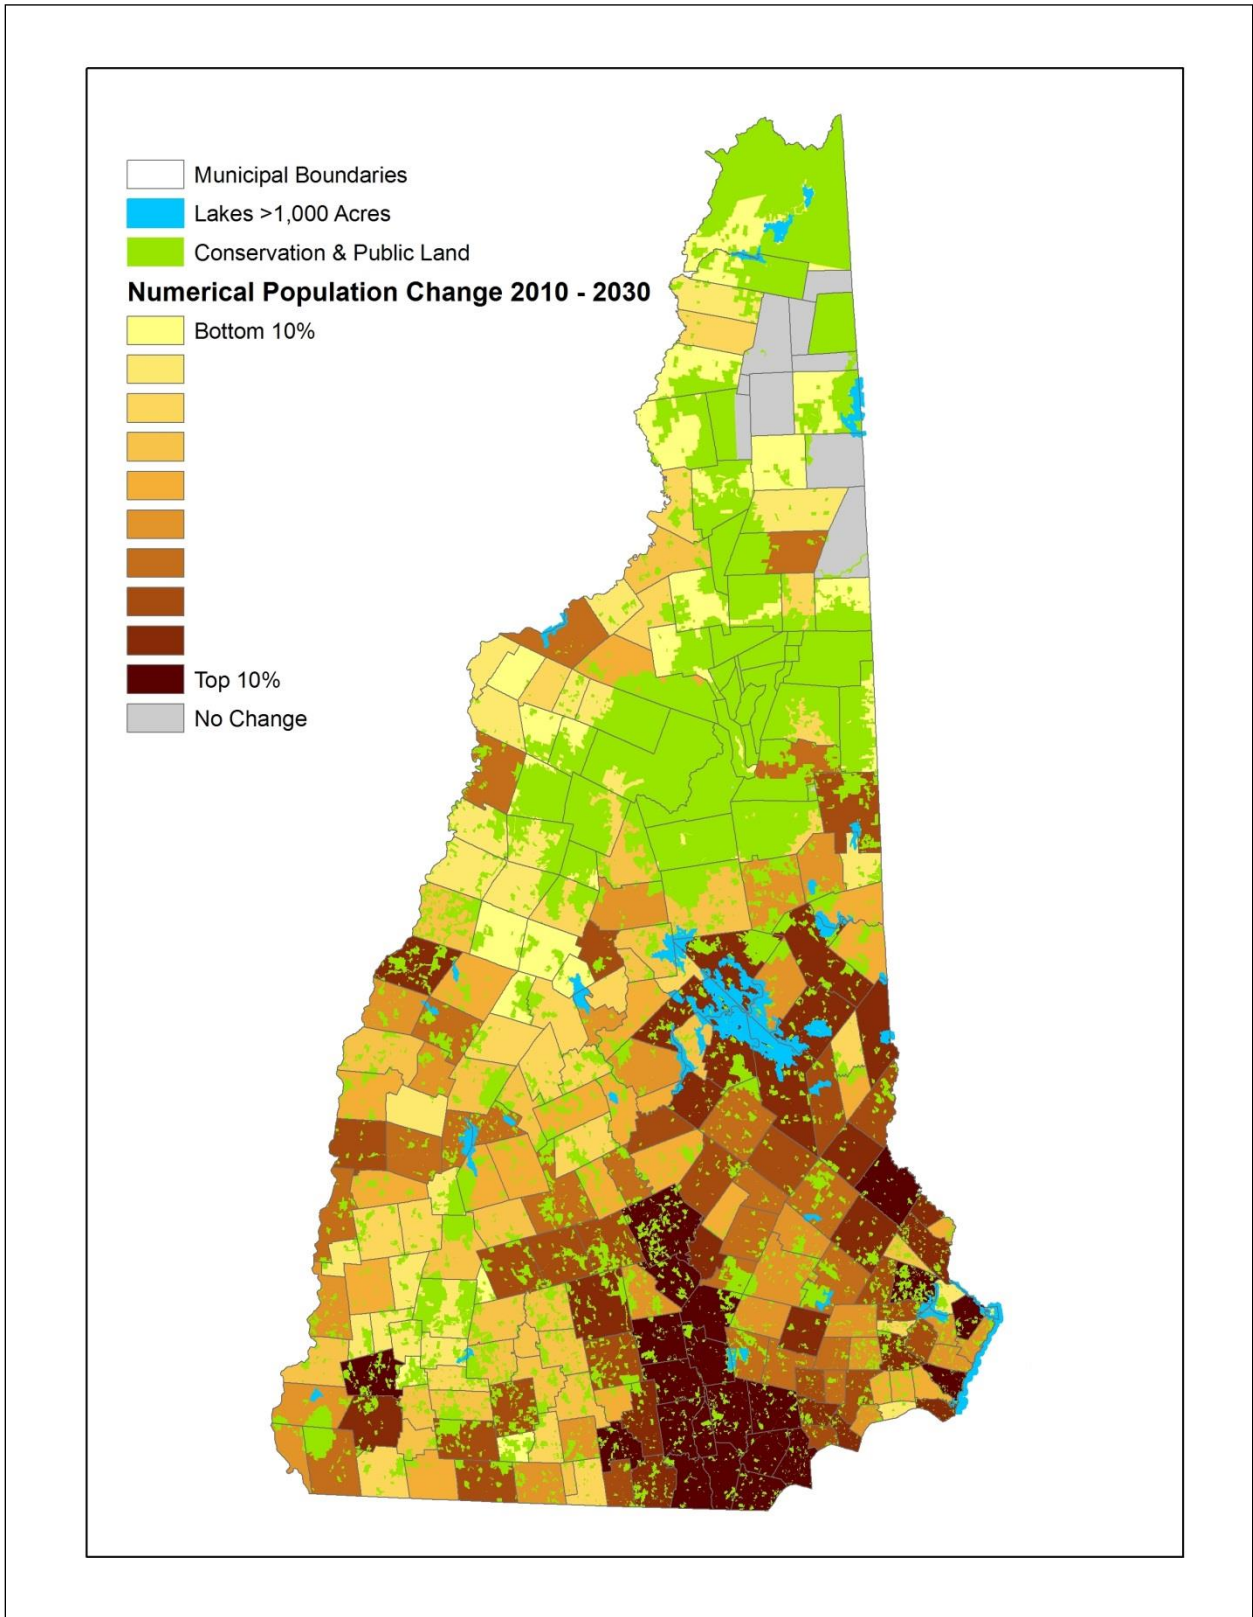 Municipal Boundaries
Lakes >1,000 Acres
Conservation & Public Land
Numerical Population Change 2010 - 2030
Bottom 10%
Top 10%
No Change